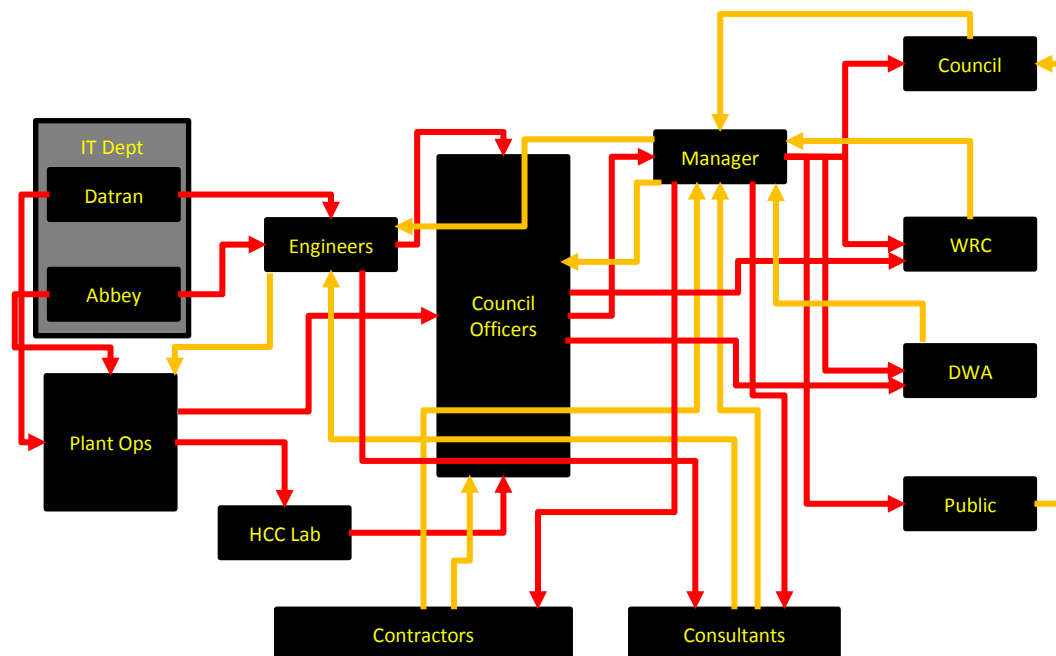 Council
IT Dept
Manager
Datran
Engineers
WRC
Abbey
Council
Officers
DWA
Plant Ops
Public
HCC Lab
Contractors
Consultants